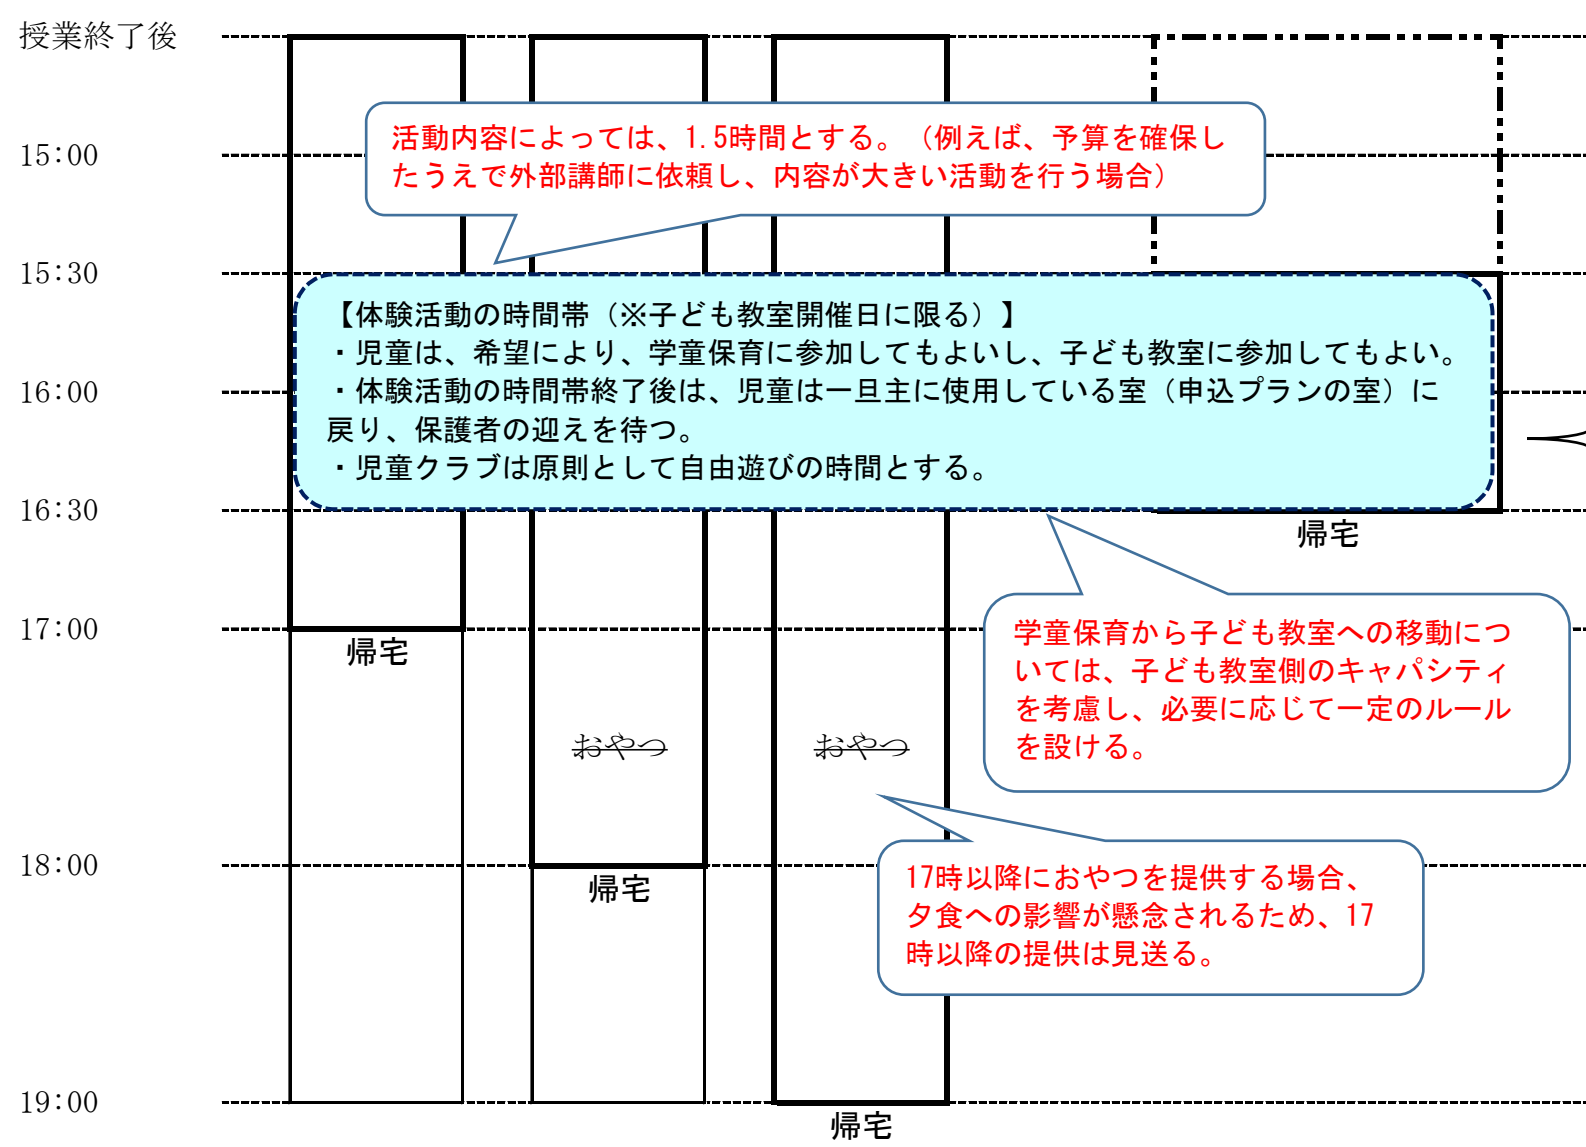 授業終了後
活動内容によっては、1.5時間とする。（例えば、予算を確保し
たうえで外部講師に依頼し、内容が大きい活動を行う場合）
15:00
15:30
【体験活動の時間帯（※子ども教室開催日に限る）】
・児童は、希望により、学童保育に参加してもよいし、子ども教室に参加してもよい。
・体験活動の時間帯終了後は、児童は一旦主に使用している室（申込プランの室）に
戻り、保護者の迎えを待つ。
・児童クラブは原則として自由遊びの時間とする。
16:00
16:30
帰宅
17:00
帰宅
学童保育から子ども教室への移動につ
いては、子ども教室側のキャパシティ
を考慮し、必要に応じて一定のルール
を設ける。
おやつ
おやつ
18:00
帰宅
17時以降におやつを提供する場合、
夕食への影響が懸念されるため、17
時以降の提供は見送る。
19:00
帰宅